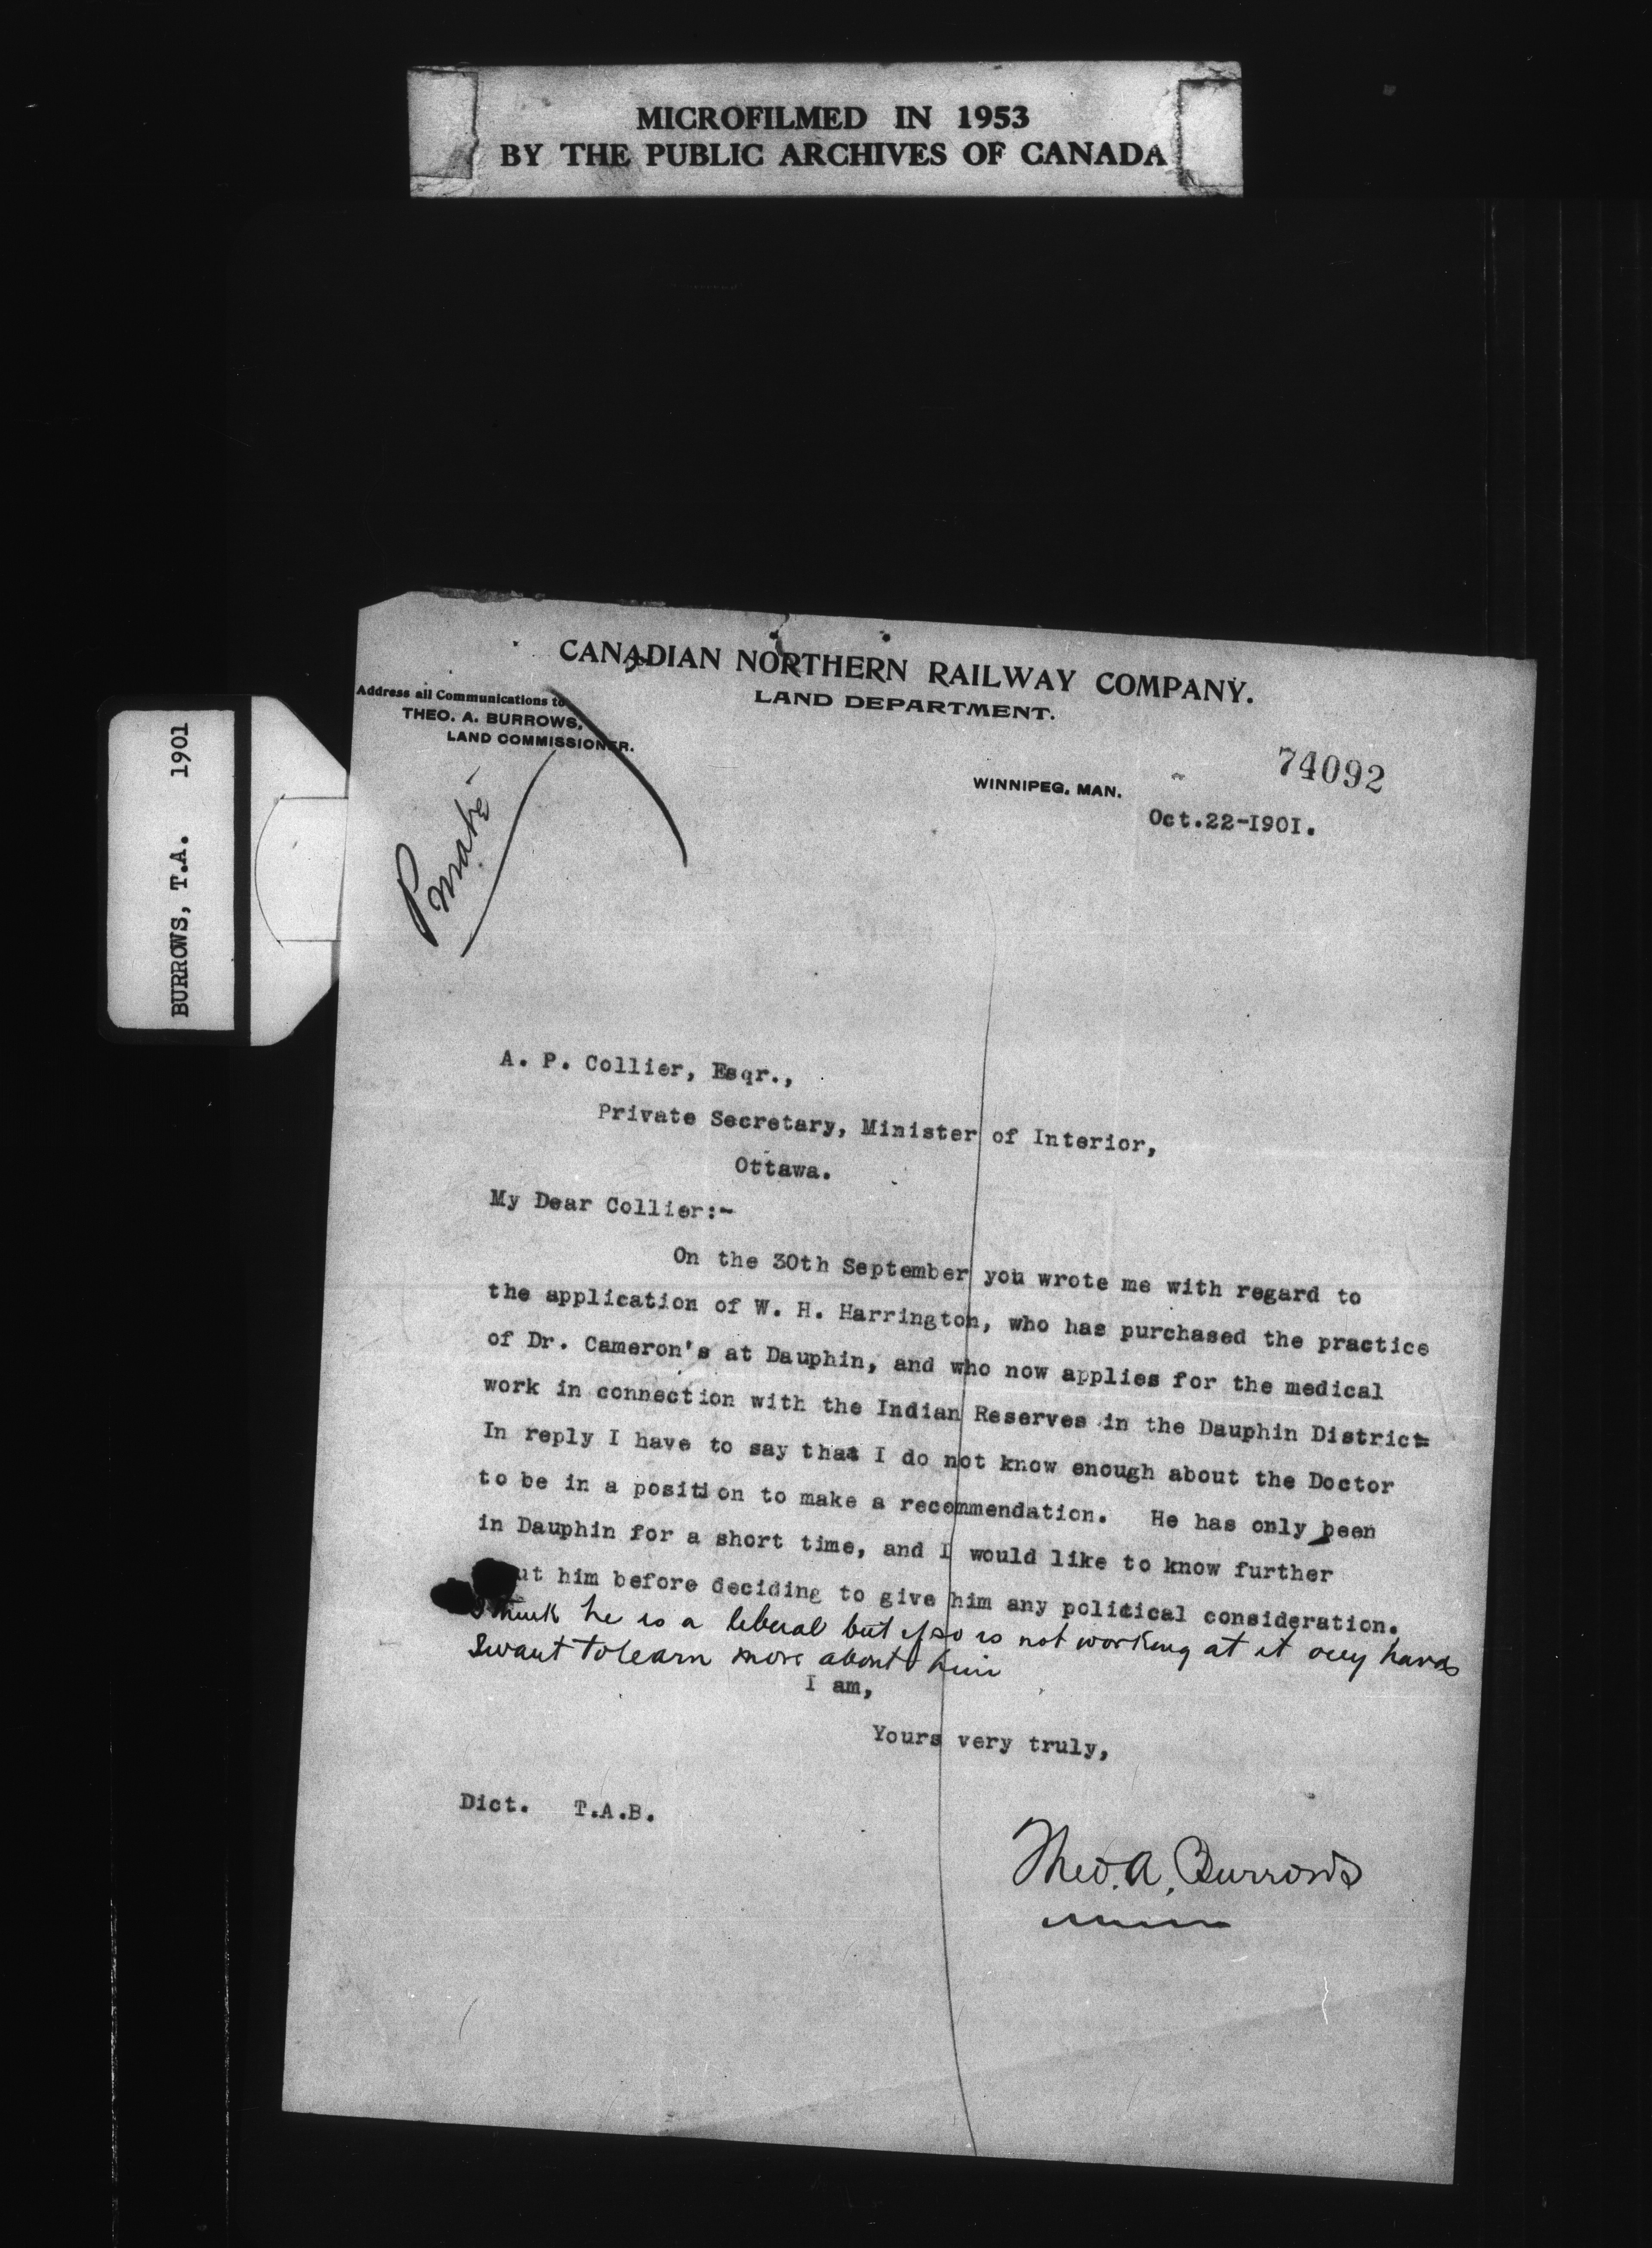 MICROFILMED IN 1953
BY THE PUBLIC ARCHIVES OF CANADA
BURROWS, T.A. 1901
CANADIAN NORTHERN RAILWAY COMPANY.
LAND DEPARTMENT.
Address all Communications to
THEO. A. BURROWS,
LAND COMMISSIONER.
74092
WINNIPEG, MAN.
Oct.22-1901.
Private
A. P. Collier, Esqr.,
Private Secretary, Minister of Interior,
Ottawa.
My Dear Collier:-
On the 30th September you wrote me with regard to
the application of W. H. Harrington, who has purchased the practice
of Dr. Cameron's at Dauphin, and who now applies for the medical
work in connection with the Indian Reserves in the Dauphin District=
In reply I have to say that I do not know enough about the Doctor
to be in a position to make a recommendation. He has only been
in Dauphin for a short time, and I would like to know further
ut him before deciding to give him any political consideration.
I think he is a liberal but if so is not working at it very hard
I want to learn more about him
I am,
Yours very truly,
Dict. T.A.B.
Theo. A. Burrows